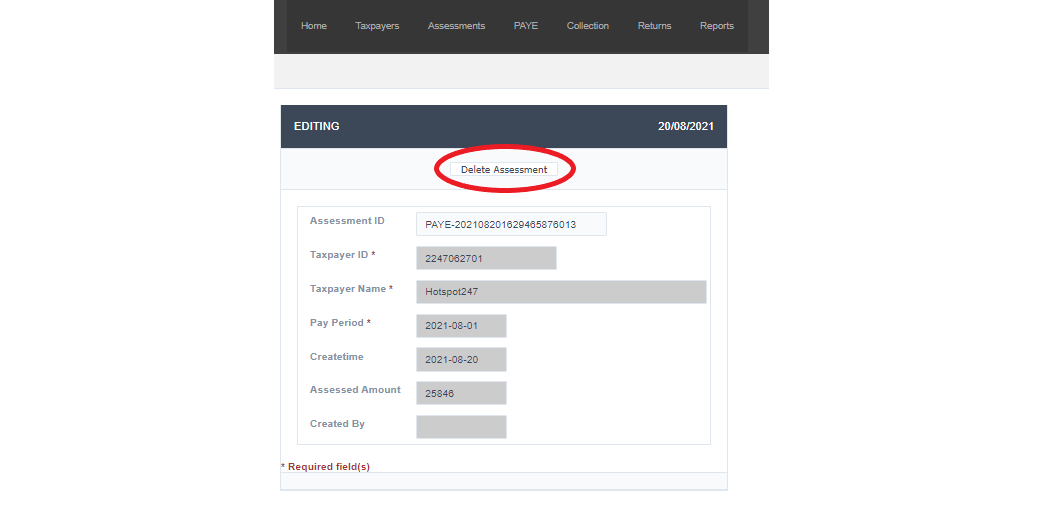 Home Taxpayers Assessments PAYE Collection Returns Reports
EDITING 20/08/2021
Delete Assessment
Assessment ID PAYE-202108201629465876013
Taxpayer ID * 2247062701
Taxpayer Name * Hotspot247
Pay Period * 2021-08-01
Createtime 2021-08-20
Assessed Amount 25846
Created By
* Required field(s)